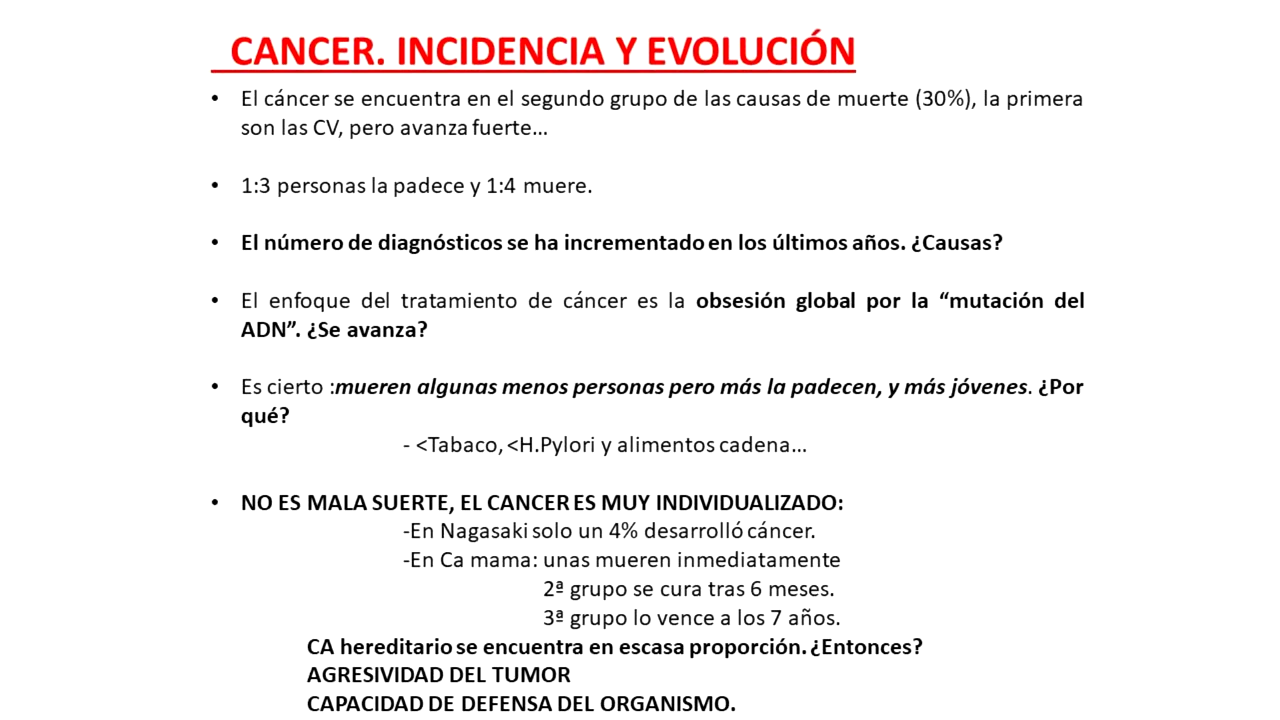 CANCER. INCIDENCIA Y EVOLUCIÓN
• El cáncer se encuentra en el segundo grupo de las causas de muerte (30%), la primera
son las CV, pero avanza fuerte...
• 1:3 personas la padece y 1:4 muere.
• El número de diagnósticos se ha incrementado en los últimos años. ¿Causas?
• El enfoque del tratamiento de cáncer es la obsesión global por la “mutación del
ADN”. ¿Se avanza?
• Es cierto :mueren algunas menos personas pero más la padecen, y más jóvenes. ¿Por
qué?
- <Tabaco, <H.Pylori y alimentos cadena...
• NO ES MALA SUERTE, EL CANCER ES MUY INDIVIDUALIZADO:
-En Nagasaki solo un 4% desarrolló cáncer.
-En Ca mama: unas mueren inmediatamente
2ª grupo se cura tras 6 meses.
3ª grupo lo vence a los 7 años.
CA hereditario se encuentra en escasa proporción. ¿Entonces?
AGRESIVIDAD DEL TUMOR
CAPACIDAD DE DEFENSA DEL ORGANISMO.